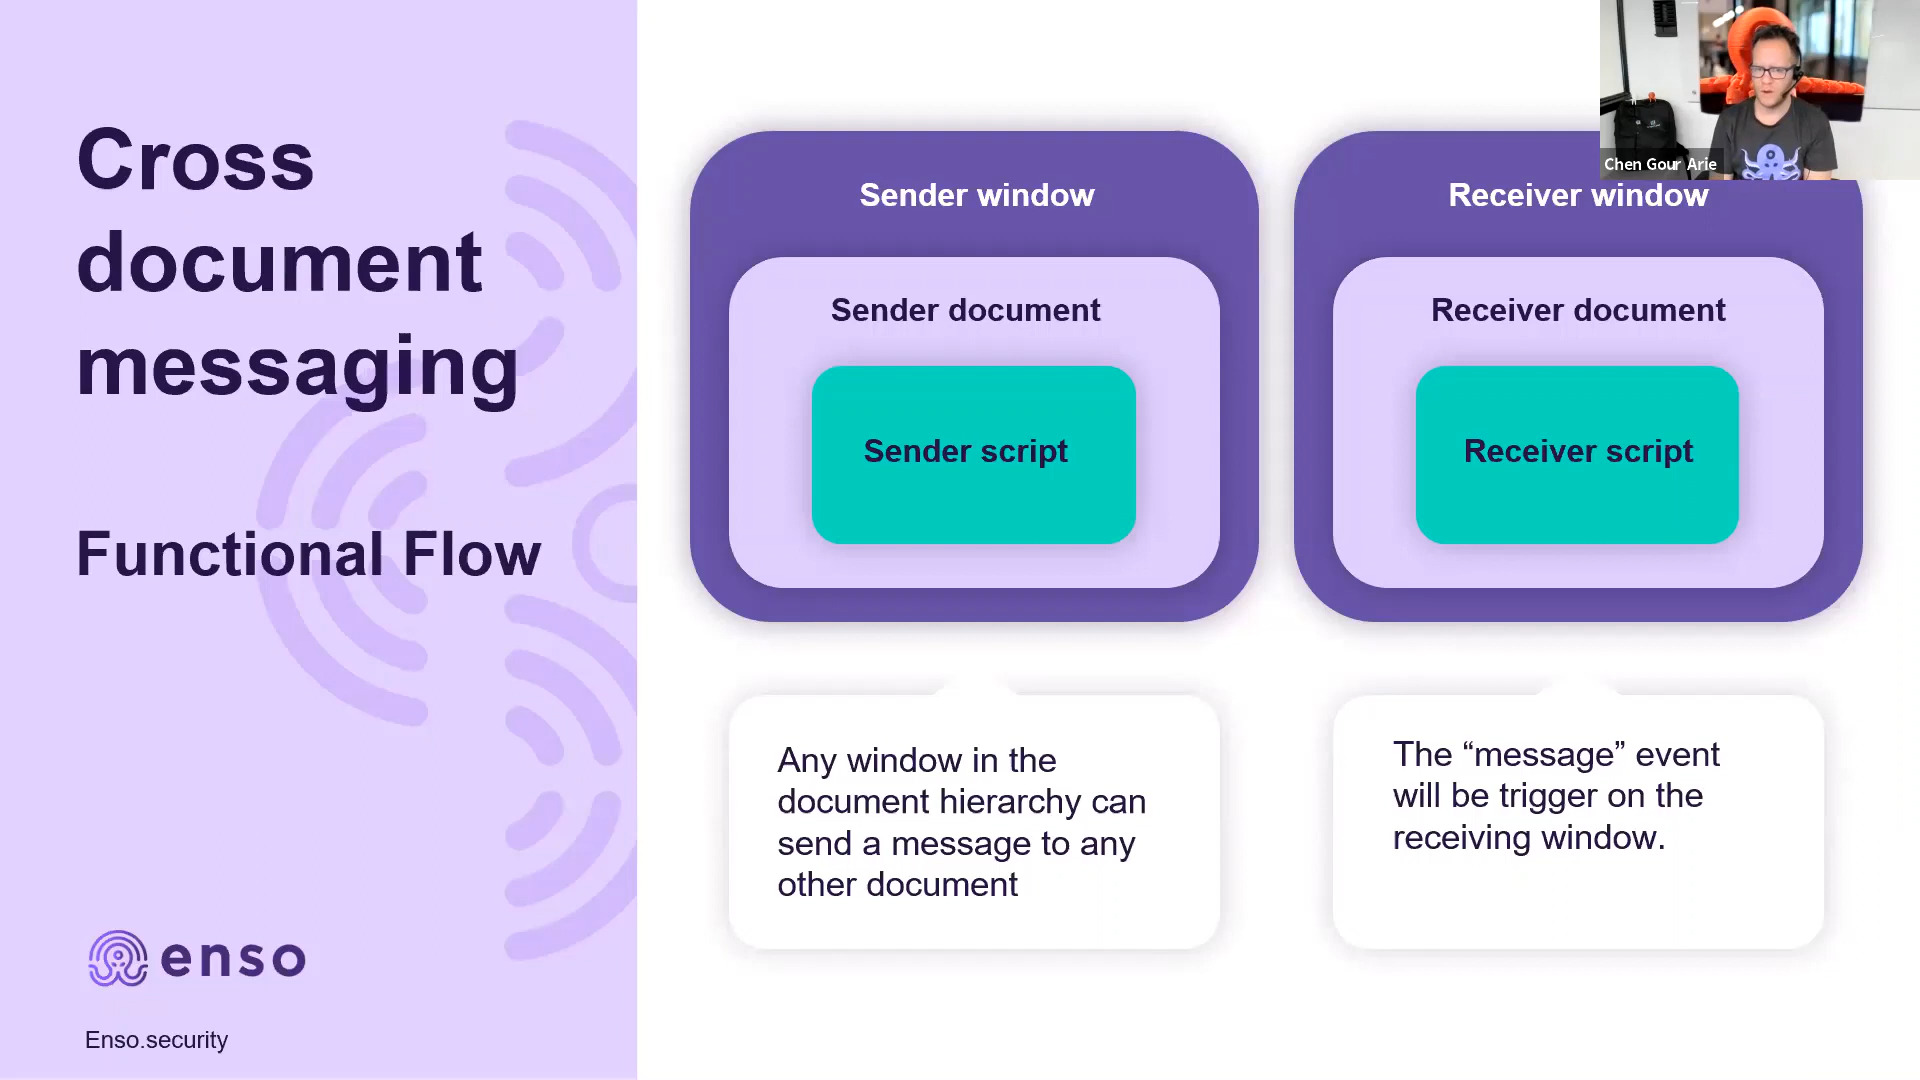 Cross
document
messaging
Functional Flow
enso
Enso.security
Sender window
Sender document
Sender script
Any window in the
document hierarchy can
send a message to any
other document
Receiver window
Receiver document
Receiver script
The “message” event
will be trigger on the
receiving window.
Chen Gour Arie